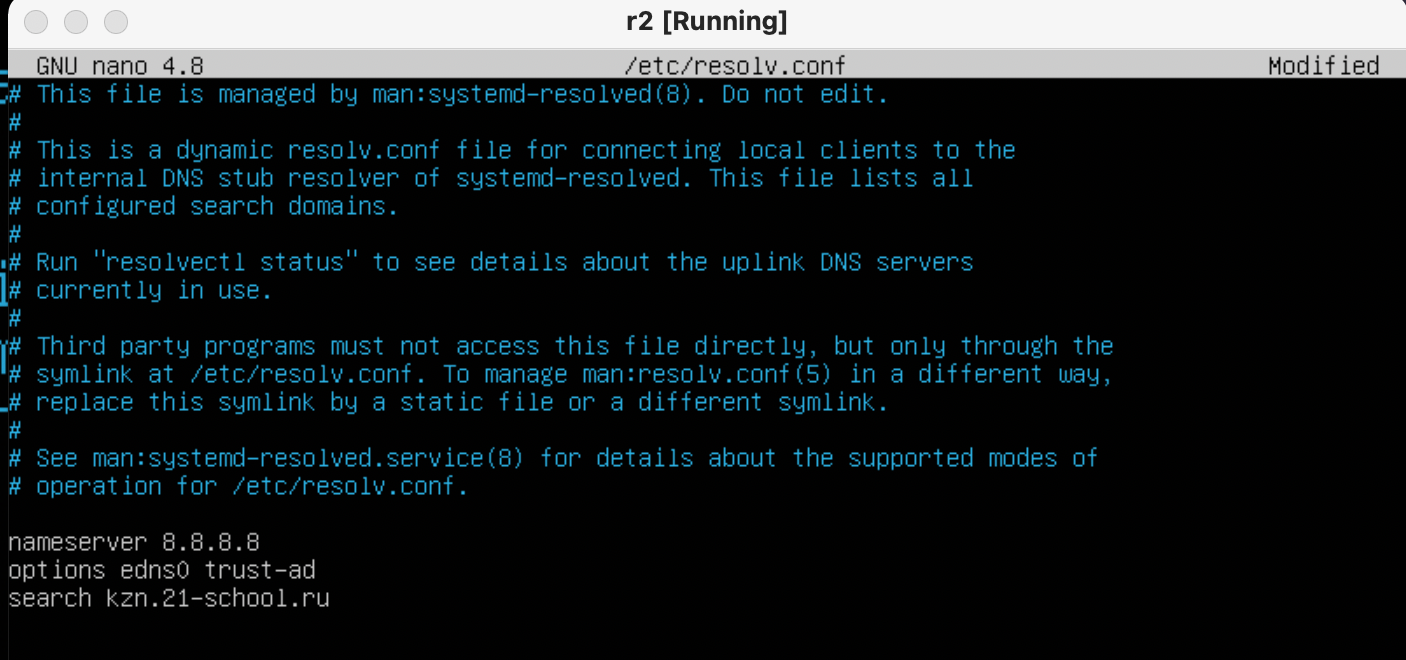 r2 [Running]
GNU nano 4.8 /etc/resolv.conf Modified
# This file is managed by man:systemd-resolved(8). Do not edit.
#
# This is a dynamic resolv.conf file for connecting local clients to the
# internal DNS stub resolver of systemd-resolved. This file lists all
# configured search domains.
#
# Run "resolvectl status" to see details about the uplink DNS servers
# currently in use.
#
# Third party programs must not access this file directly, but only through the
# symlink at /etc/resolv.conf. To manage man:resolv.conf(5) in a different way,
# replace this symlink by a static file or a different symlink.
#
# See man:systemd-resolved.service(8) for details about the supported modes of
# operation for /etc/resolv.conf.
nameserver 8.8.8.8
options edns0 trust-ad
search kzn.21-school.ru